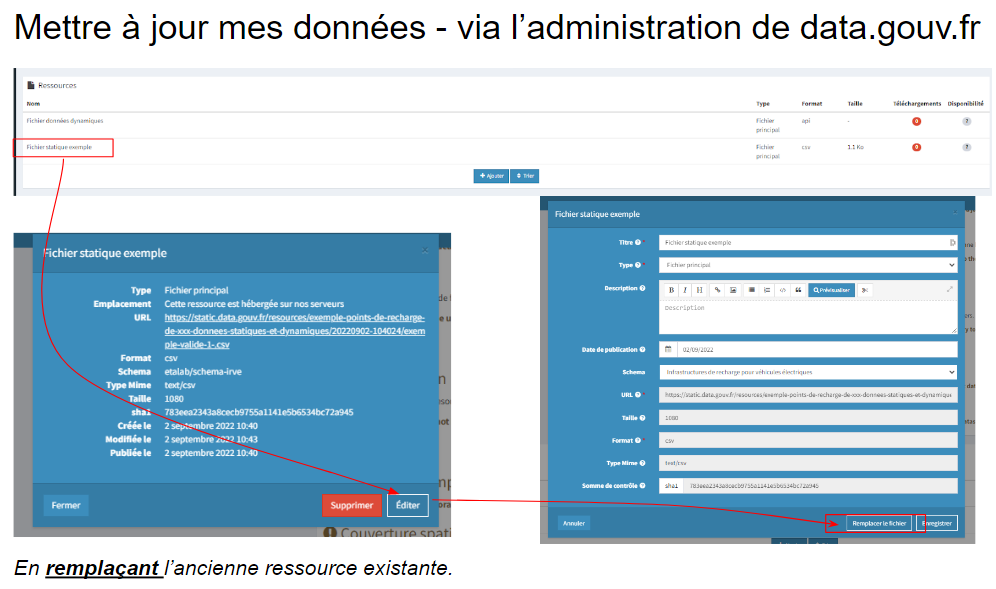 Mettre à jour mes données - via l’administration de data.gouv.fr
Ressources
Nom Type Format Taille Téléchargements Disponibilité
Fichier données dynamiques Fichier principal api - 0 ?
Fichier statique exemple Fichier principal csv 1.1 Ko 0 ?
Ajouter Trier
Fichier statique exemple
Type Fichier principal
Emplacement Cette ressource est hébergée sur nos serveurs
URL https://static.data.gouv.fr/resources/exemple-points-de-recharge-
de-xxx-donnees-statiques-et-dynamiques/20220902-104024/exem
ple-valide-1-.csv
Format csv
Schema etalab/schema-irve
Type Mime text/csv
Taille 1080
sha1 783eea2343a8cecb9755a1141e5b6534bc72a945
Créée le 2 septembre 2022 10:40
Modifiée le 2 septembre 2022 10:43
Publiée le 2 septembre 2022 10:40
Fermer Supprimer Éditer
Couverture spati
Fichier statique exemple
Titre * Fichier statique exemple
Type * Fichier principal
Description B I H Prévisualiser
Description
Date de publication 02/09/2022
Schema Infrastructures de recharge pour véhicules électriques
URL * https://static.data.gouv.fr/resources/exemple-points-de-recharge-de-xxx-donnees-statiques-et-dynamique
Taille 1080
Format * csv
Type Mime text/csv
Somme de contrôle sha1 783eea2343a8cecb9755a1141e5b6534bc72a945
Annuler Remplacer le fichier Enregistrer
En remplaçant l’ancienne ressource existante.